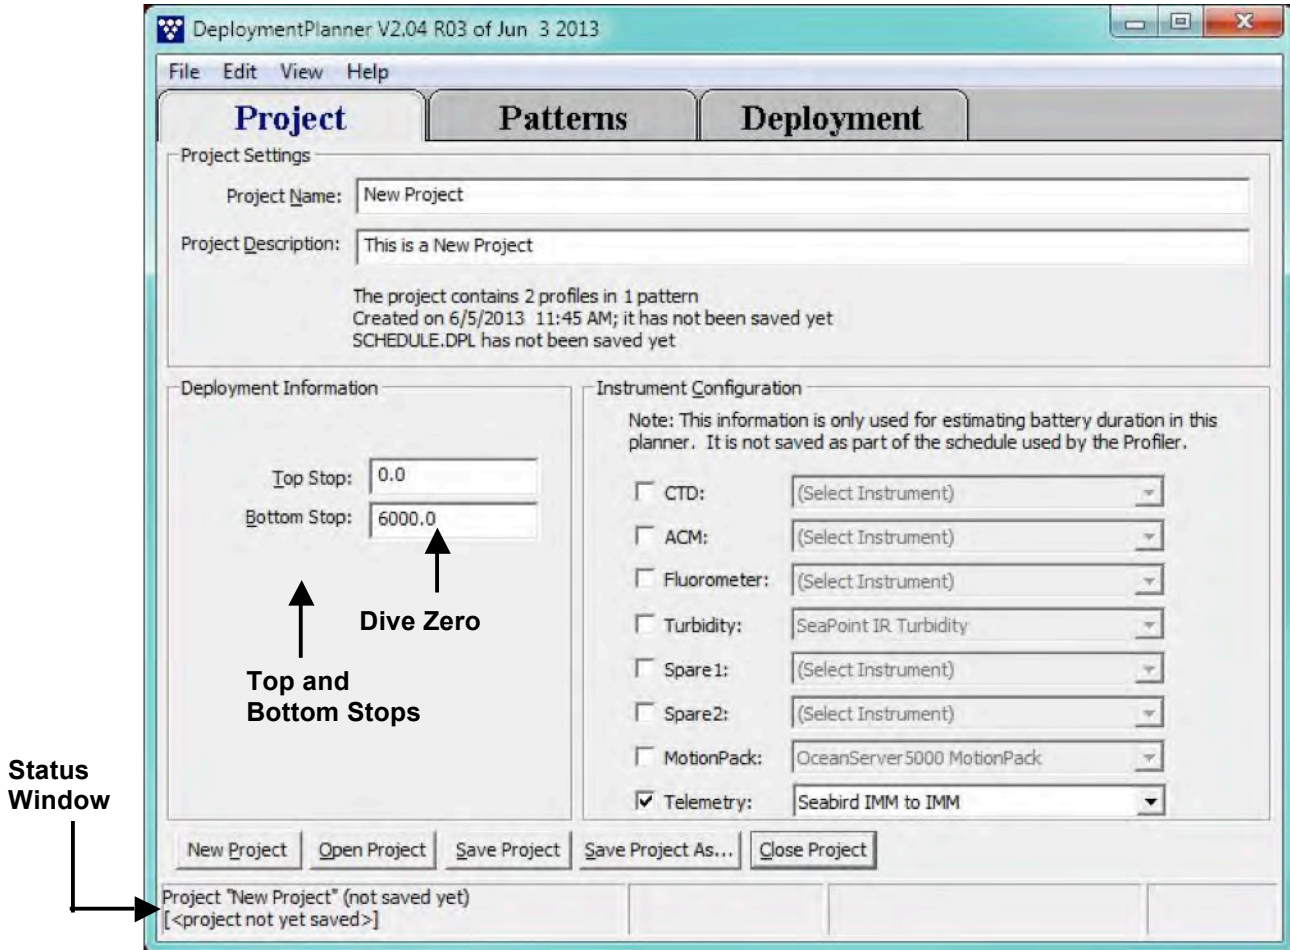 DeploymentPlanner V2.04 R03 of Jun 3 2013
File Edit View Help
Project Patterns Deployment
Project Settings
Project Name: New Project
Project Description: This is a New Project
The project contains 2 profiles in 1 pattern
Created on 6/5/2013 11:45 AM; it has not been saved yet
SCHEDULE.DPL has not been saved yet
Deployment Information
Top Stop: 0.0
Bottom Stop: 6000.0
Dive Zero
Top and
Bottom Stops
Instrument Configuration
Note: This information is only used for estimating battery duration in this
planner. It is not saved as part of the schedule used by the Profiler.
CTD: (Select Instrument)
ACM: (Select Instrument)
Fluorometer: (Select Instrument)
Turbidity: SeaPoint IR Turbidity
Spare1: (Select Instrument)
Spare2: (Select Instrument)
MotionPack: OceanServer5000 MotionPack
Telemetry: Seabird IMM to IMM
Status
Window
New Project Open Project Save Project Save Project As... Close Project
Project "New Project" (not saved yet)
[<project not yet saved>]